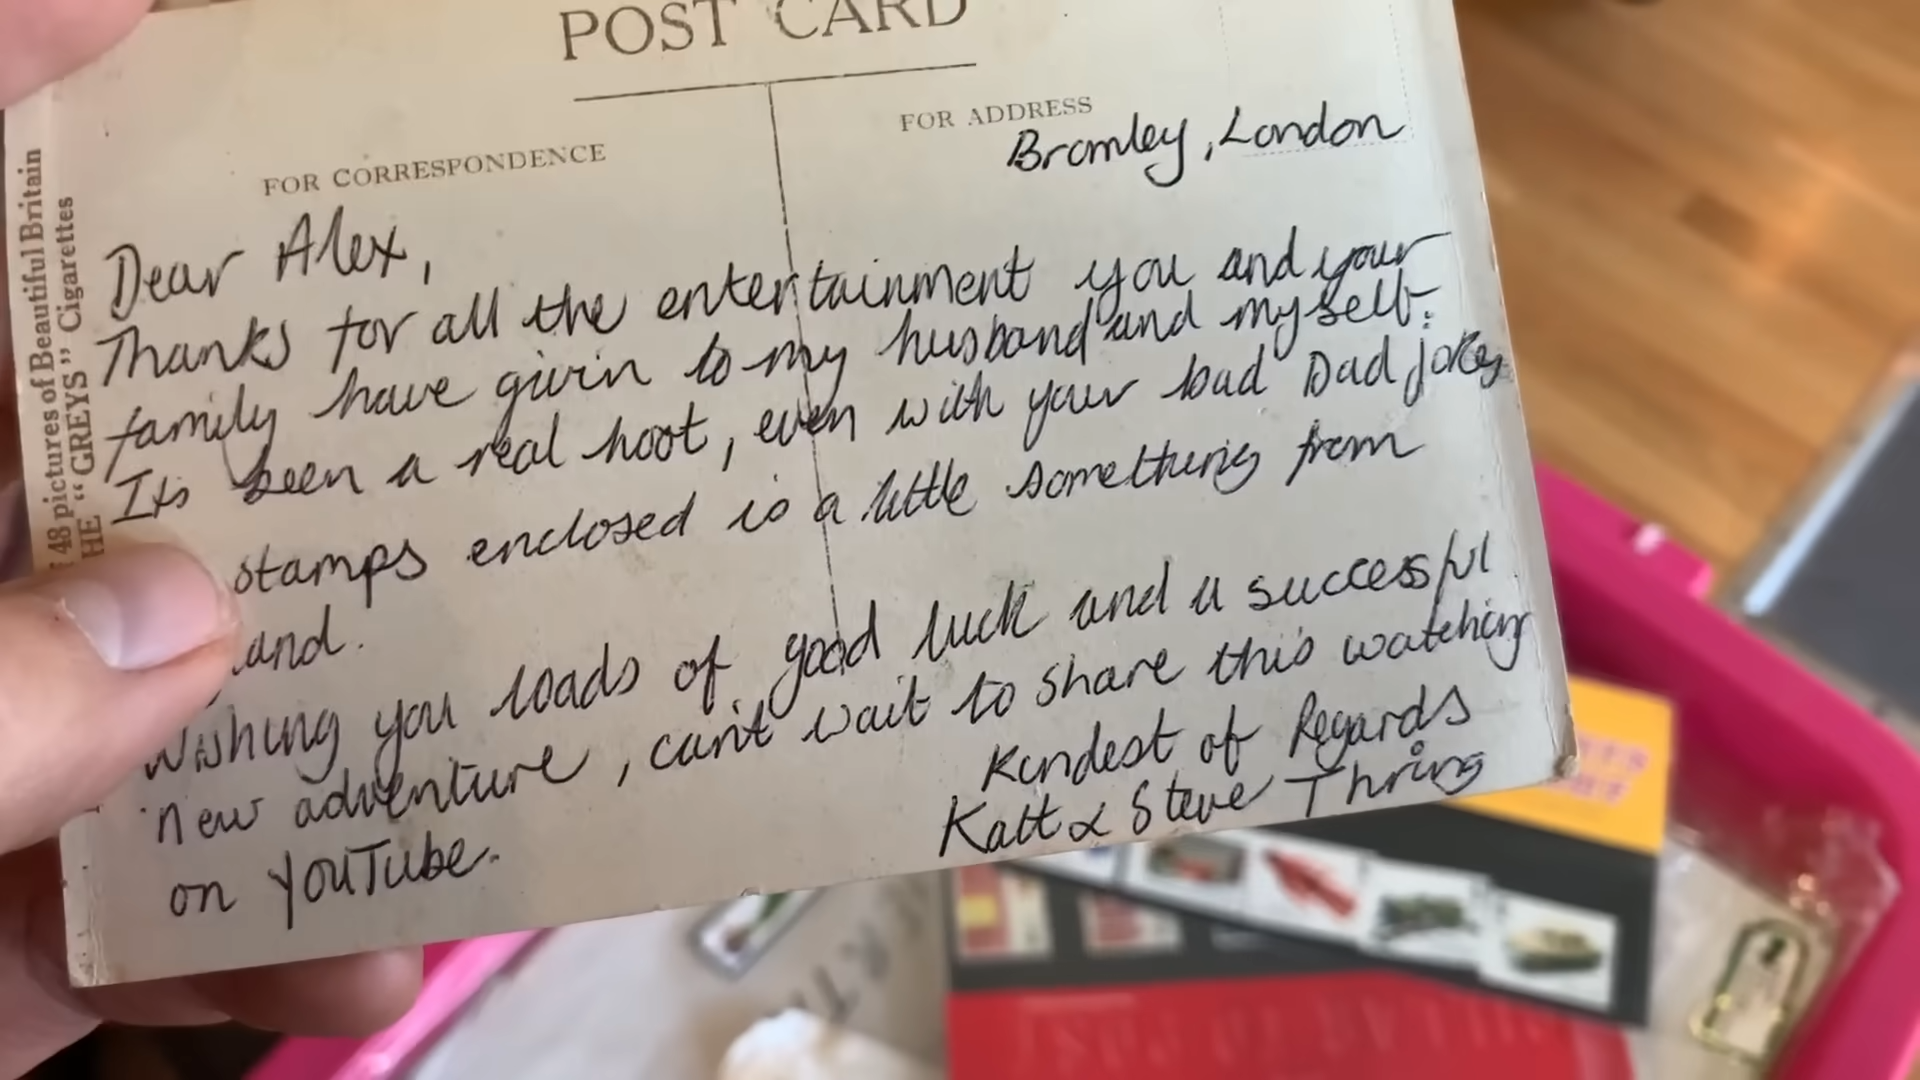 POST CARD
FOR CORRESPONDENCE
FOR ADDRESS
Bromley, London
48 pictures of Beautiful Britain
"GREYS" Cigarettes
Dear Alex,
Thanks for all the entertainment you and your
family have givin to my husband and myself.
Its been a real hoot, even with your bad Dad jokes
stamps enclosed is a little something from
Wishing you loads of good luck and a successful
new adventure, can't wait to share this watching
on YouTube.
Kindest of Regards
Katt & Steve Thring